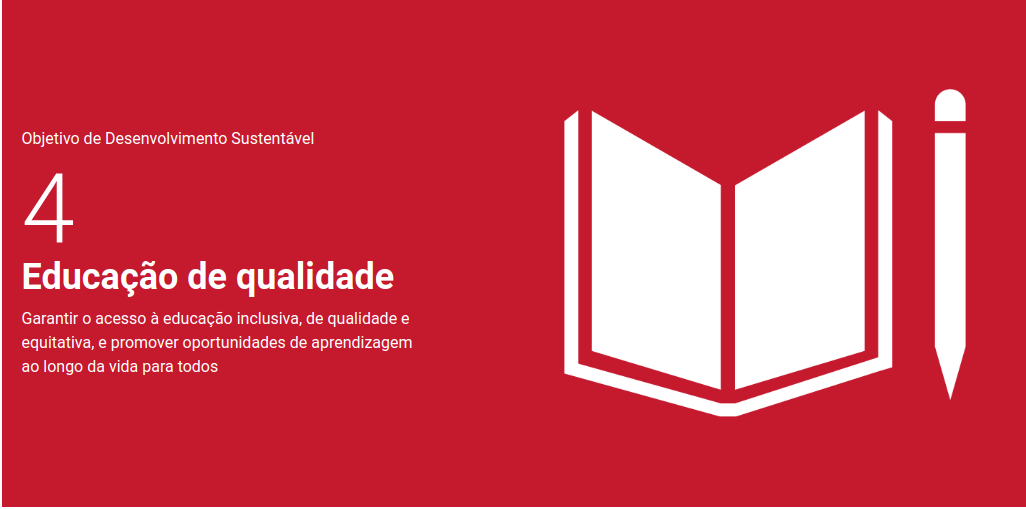 Objetivo de Desenvolvimento Sustentável
4
Educação de qualidade
Garantir o acesso à educação inclusiva, de qualidade e
equitativa, e promover oportunidades de aprendizagem
ao longo da vida para todos